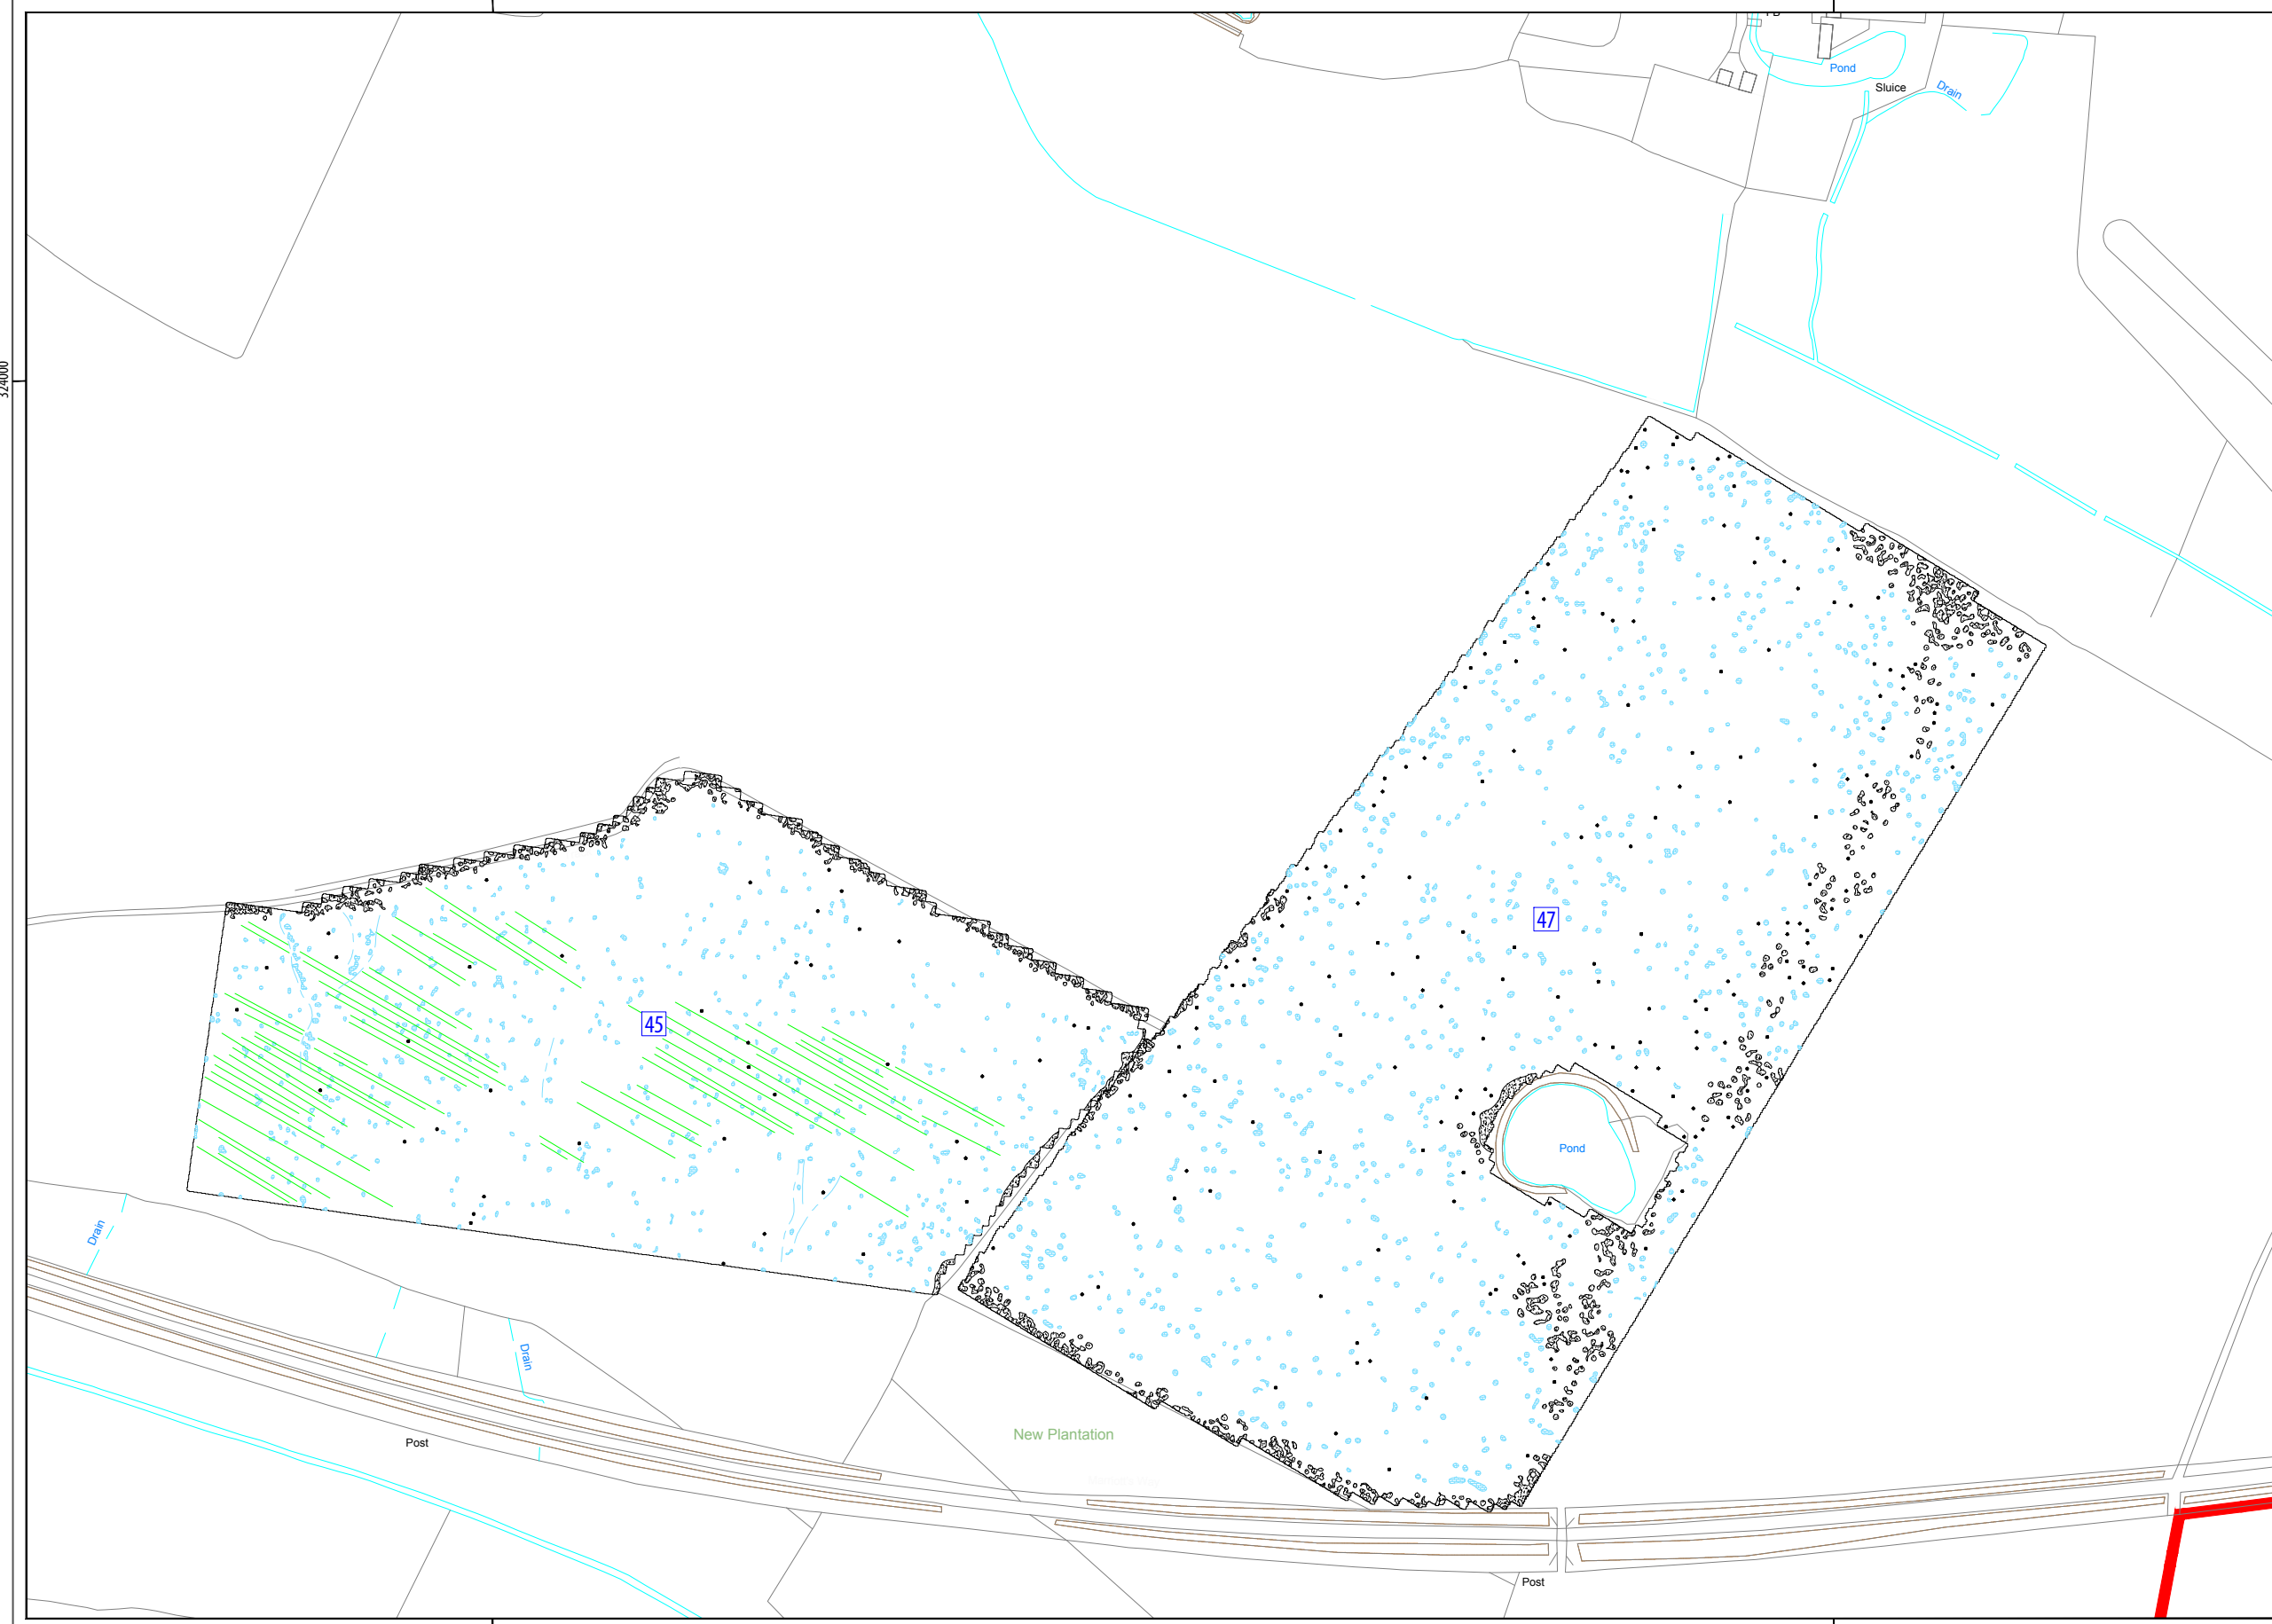 Pond
Sluice
Drain
324000
47
45
Pond
Drain
Drain
New Plantation
Post
Post